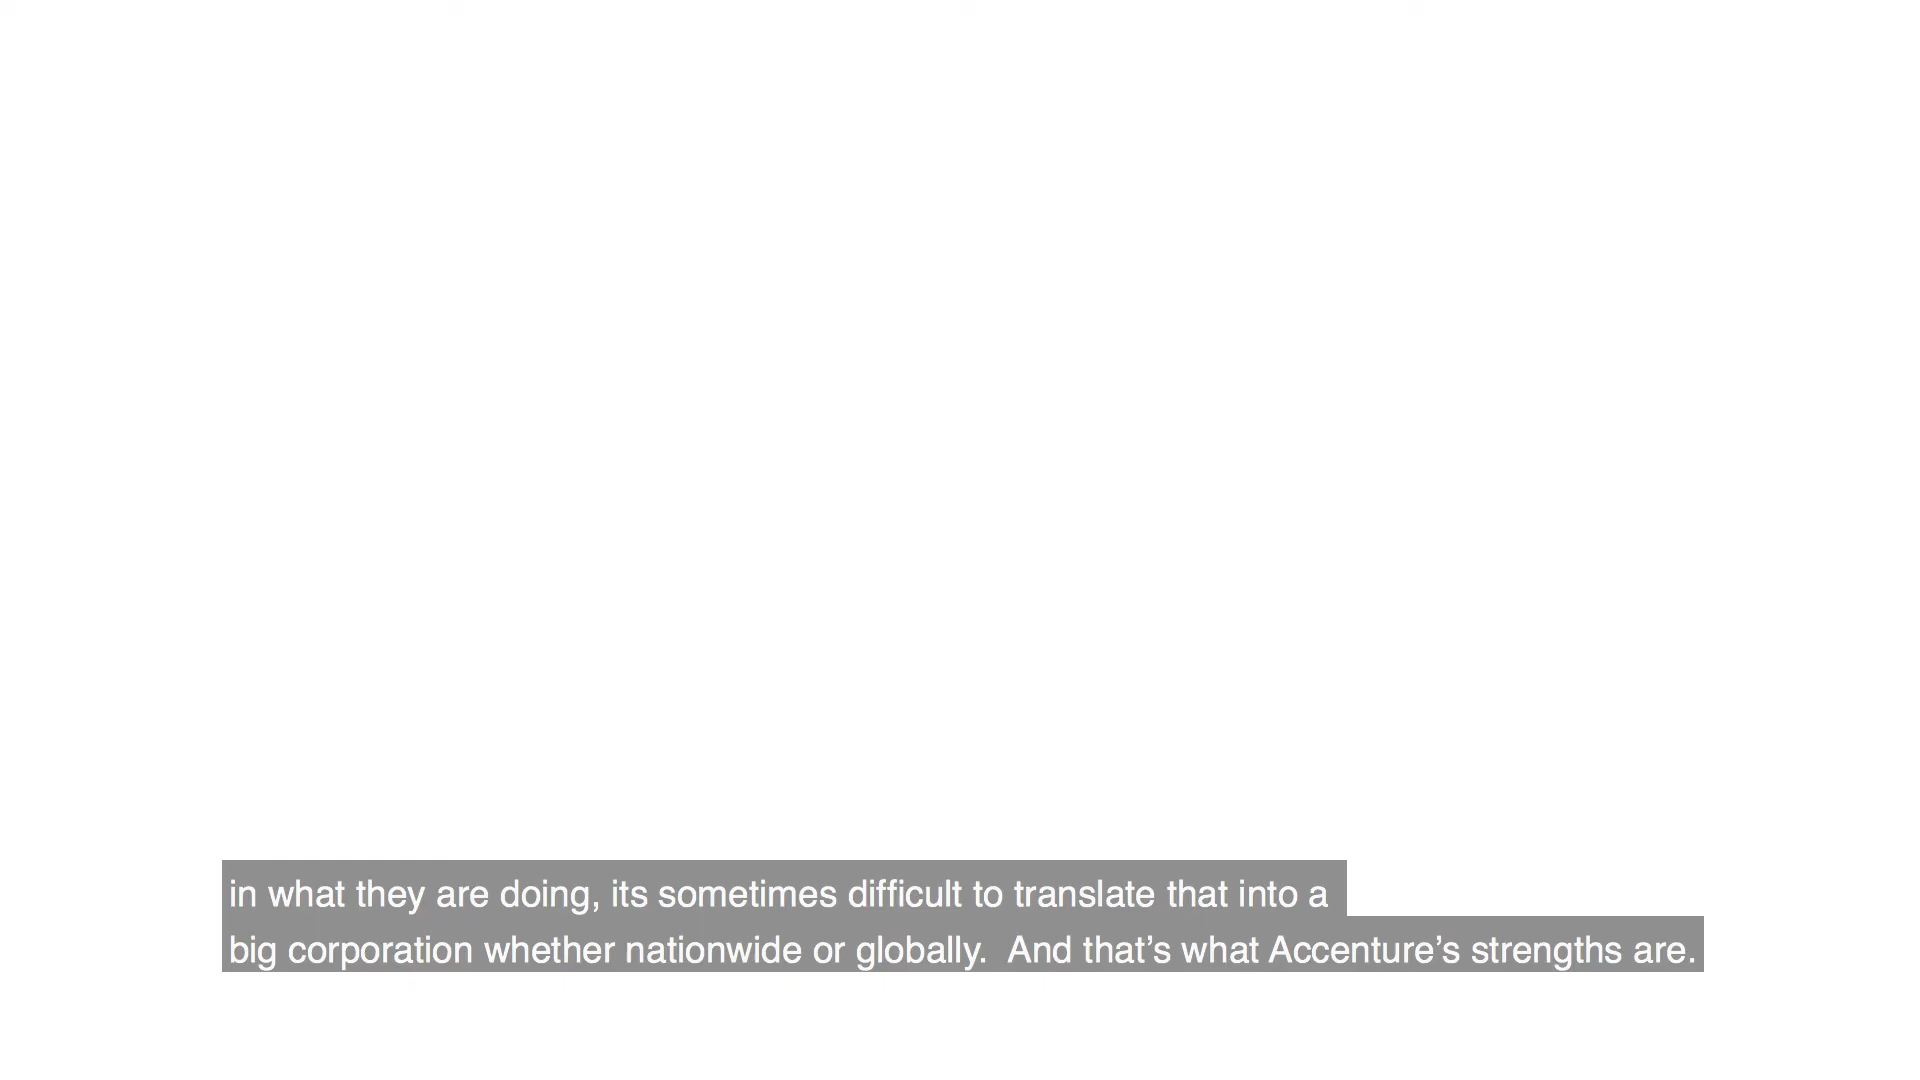 in what they are doing, its sometimes difficult to translate that into a
big corporation whether nationwide or globally.  And that’s what Accenture’s strengths are.